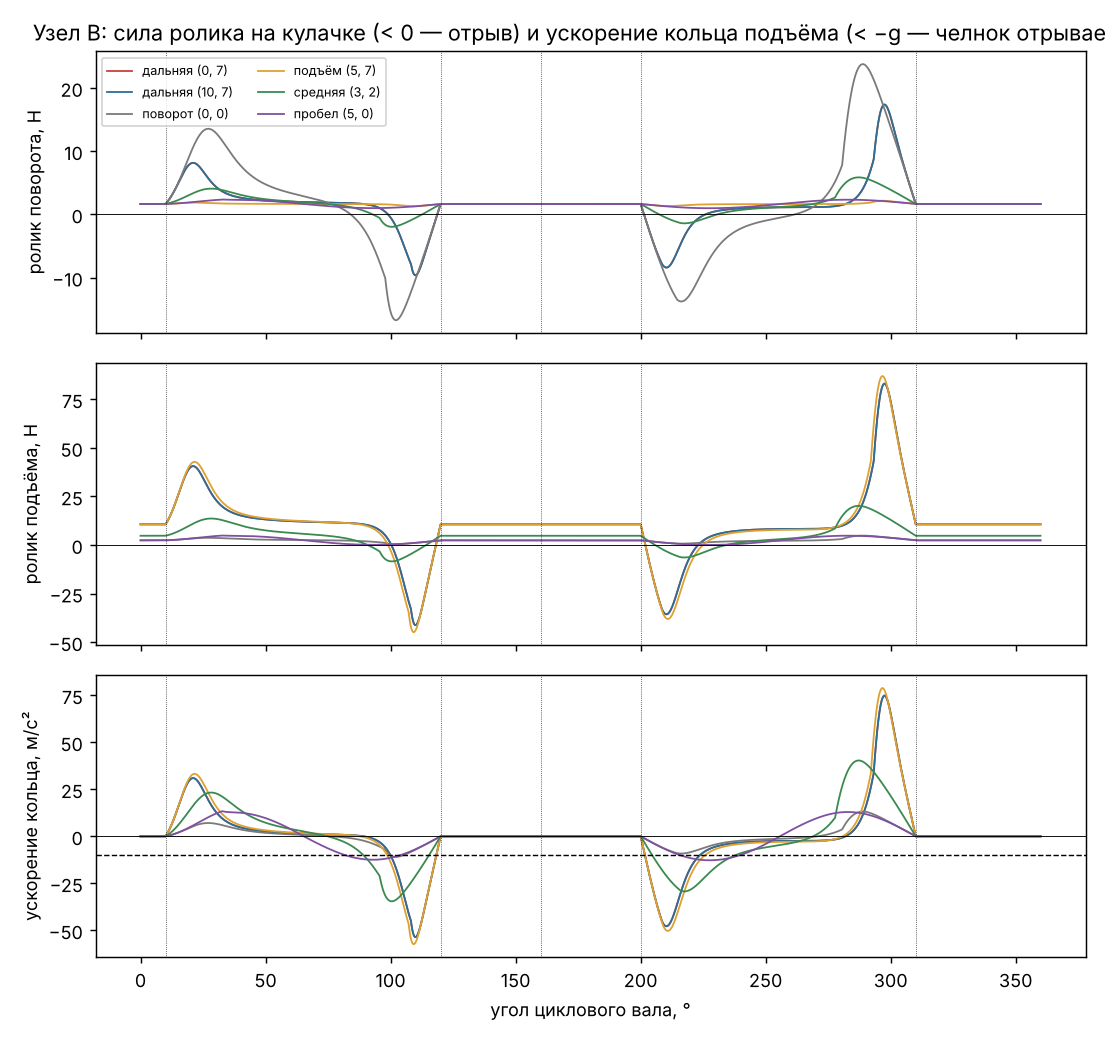 Узел В: сила ролика на кулачке (< 0 — отрыв) и ускорение кольца подъёма (< −g — челнок отрывае
ролик поворота, Н
20
10
0
−10
дальняя (0, 7)
дальняя (10, 7)
поворот (0, 0)
подъём (5, 7)
средняя (3, 2)
пробел (5, 0)
ролик подъёма, Н
75
50
25
0
−25
−50
ускорение кольца, м/с²
75
50
25
0
−25
−50
0 50 100 150 200 250 300 350
угол циклового вала, °